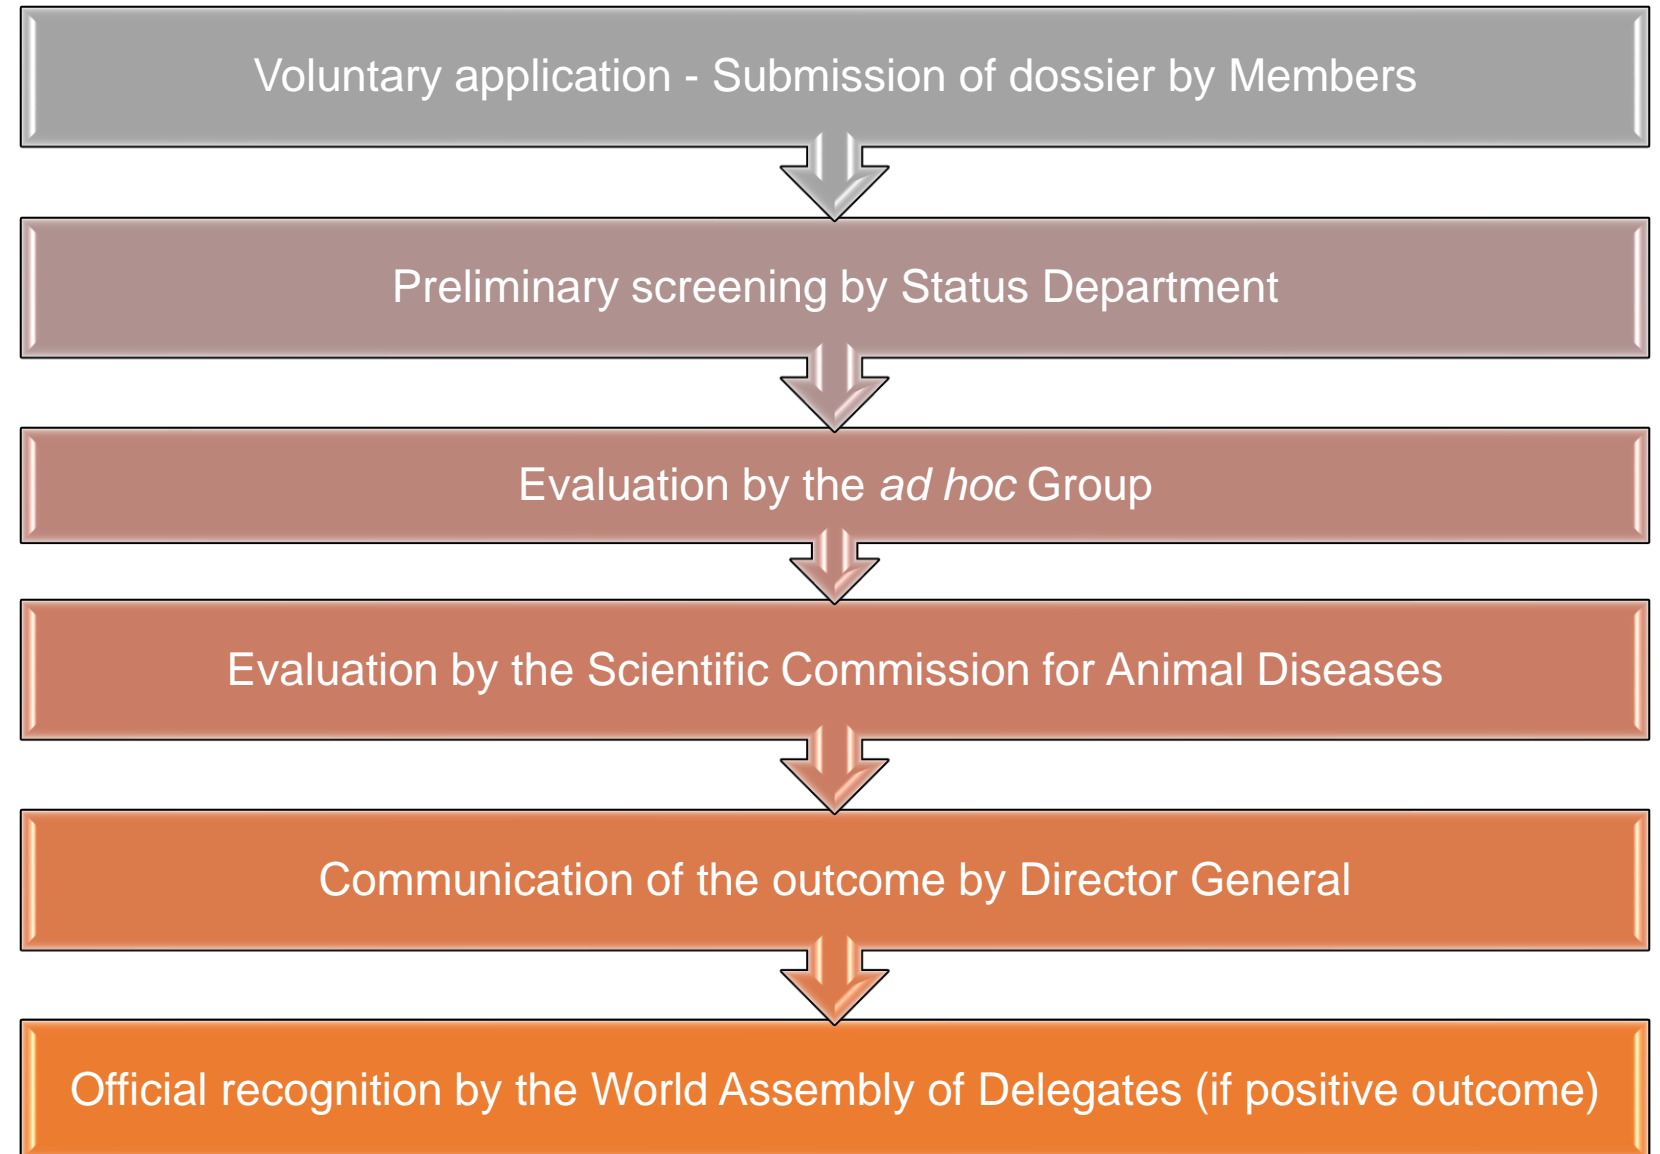 Voluntary application - Submission of dossier by Members
Preliminary screening by Status Department
Evaluation by the ad hoc Group
Evaluation by the Scientific Commission for Animal Diseases
Communication of the outcome by Director General
Official recognition by the World Assembly of Delegates (if positive outcome)